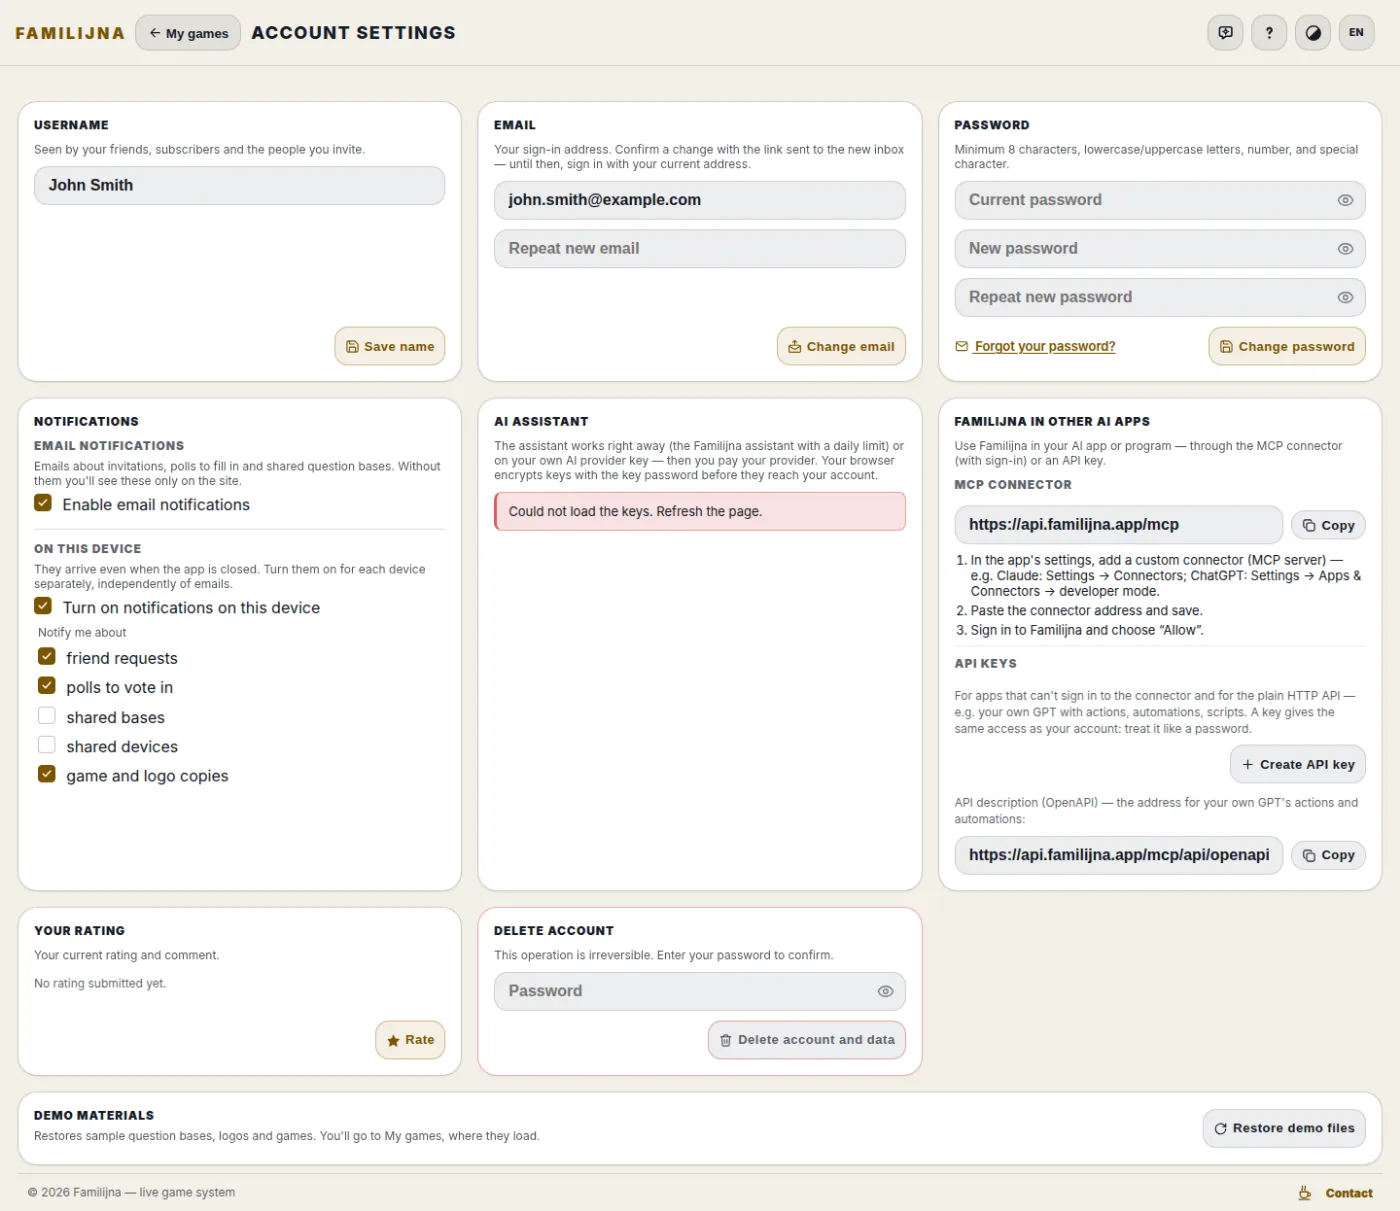 FAMILIJNA
← My games
ACCOUNT SETTINGS
?
EN
USERNAME
Seen by your friends, subscribers and the people you invite.
John Smith
Save name
EMAIL
Your sign-in address. Confirm a change with the link sent to the new inbox
— until then, sign in with your current address.
john.smith@example.com
Repeat new email
Change email
PASSWORD
Minimum 8 characters, lowercase/uppercase letters, number, and special
character.
Current password
New password
Repeat new password
Forgot your password?
Change password
NOTIFICATIONS
EMAIL NOTIFICATIONS
Emails about invitations, polls to fill in and shared question bases. Without
them you'll see these only on the site.
Enable email notifications
ON THIS DEVICE
They arrive even when the app is closed. Turn them on for each device
separately, independently of emails.
Turn on notifications on this device
Notify me about
friend requests
polls to vote in
shared bases
shared devices
game and logo copies
AI ASSISTANT
The assistant works right away (the Familijna assistant with a daily limit) or
on your own AI provider key — then you pay your provider. Your browser
encrypts keys with the key password before they reach your account.
Could not load the keys. Refresh the page.
FAMILIJNA IN OTHER AI APPS
Use Familijna in your AI app or program — through the MCP connector
(with sign-in) or an API key.
MCP CONNECTOR
https://api.familijna.app/mcp
Copy
1. In the app's settings, add a custom connector (MCP server) —
e.g. Claude: Settings → Connectors; ChatGPT: Settings → Apps &
Connectors → developer mode.
2. Paste the connector address and save.
3. Sign in to Familijna and choose “Allow”.
API KEYS
For apps that can't sign in to the connector and for the plain HTTP API —
e.g. your own GPT with actions, automations, scripts. A key gives the
same access as your account: treat it like a password.
+ Create API key
API description (OpenAPI) — the address for your own GPT's actions and
automations:
https://api.familijna.app/mcp/api/openapi
Copy
YOUR RATING
Your current rating and comment.
No rating submitted yet.
Rate
DELETE ACCOUNT
This operation is irreversible. Enter your password to confirm.
Password
Delete account and data
DEMO MATERIALS
Restores sample question bases, logos and games. You'll go to My games, where they load.
Restore demo files
© 2026 Familijna — live game system
Contact